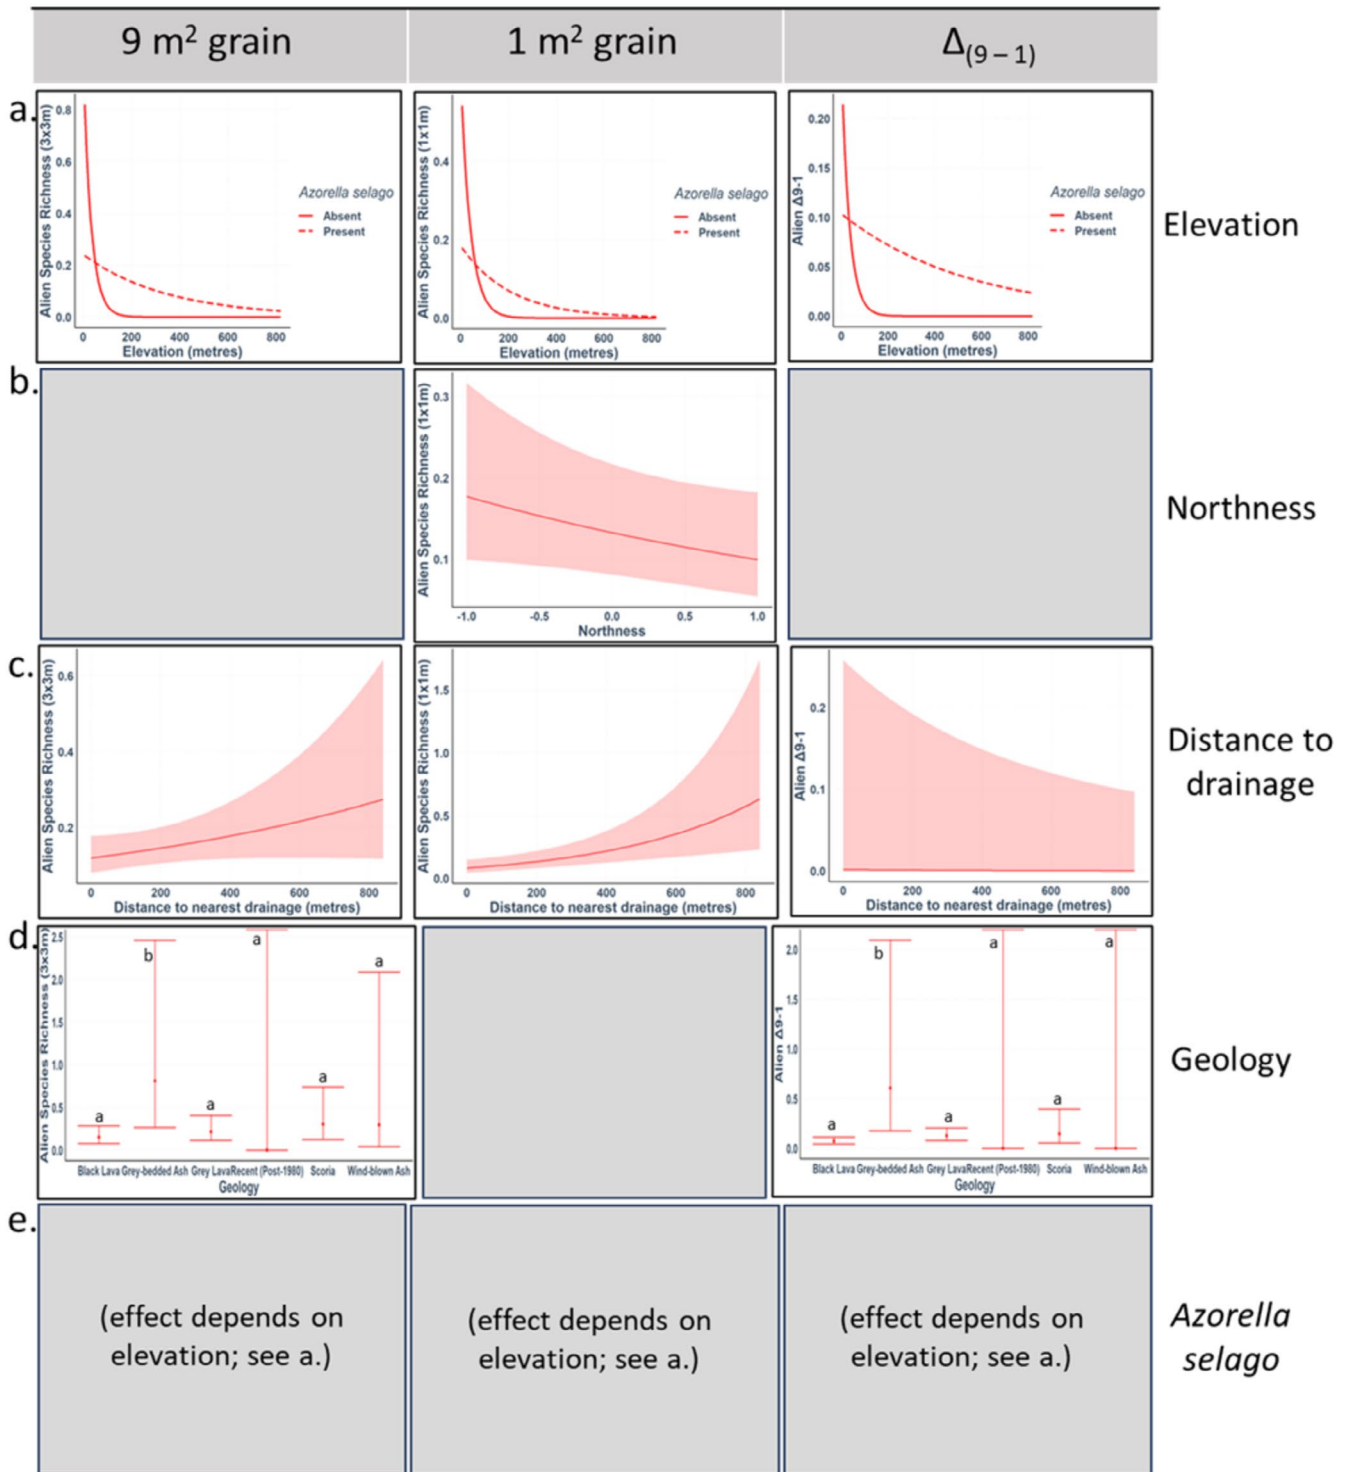 9 m² grain
1 m² grain
Δ(9 – 1)
a.
Alien Species Richness (3x3m)
0.8
0.6
0.4
0.2
0.0
0 200 400 600 800
Elevation (metres)
Azorella selago
Absent
Present
Alien Species Richness (1x1m)
0.4
0.2
0.0
0 200 400 600 800
Elevation (metres)
Azorella selago
Absent
Present
Alien Δ9-1
0.20
0.15
0.10
0.05
0.00
0 200 400 600 800
Elevation (metres)
Azorella selago
Absent
Present
Elevation
b.
Alien Species Richness (1x1m)
0.3
0.2
0.1
-1.0 -0.5 0.0 0.5 1.0
Northness
Northness
c.
Alien Species Richness (3x3m)
0.6
0.4
0.2
0 200 400 600 800
Distance to nearest drainage (metres)
Alien Species Richness (1x1m)
1.5
1.0
0.5
0.0
0 200 400 600 800
Distance to nearest drainage (metres)
Alien Δ9-1
0.2
0.1
0.0
0 200 400 600 800
Distance to nearest drainage (metres)
Distance to
drainage
d.
Alien Species Richness (3x3m)
2.5
2.0
1.5
1.0
0.5
0.0
a
b
a
a
a
a
Black Lava Grey-bedded Ash Grey Lava Recent (Post-1980) Scoria Wind-blown Ash
Geology
Alien Δ9-1
2.0
1.5
1.0
0.5
0.0
a
b
a
a
a
a
Black Lava Grey-bedded Ash Grey Lava Recent (Post-1980) Scoria Wind-blown Ash
Geology
Geology
e.
(effect depends on
elevation; see a.)
(effect depends on
elevation; see a.)
(effect depends on
elevation; see a.)
Azorella
selago